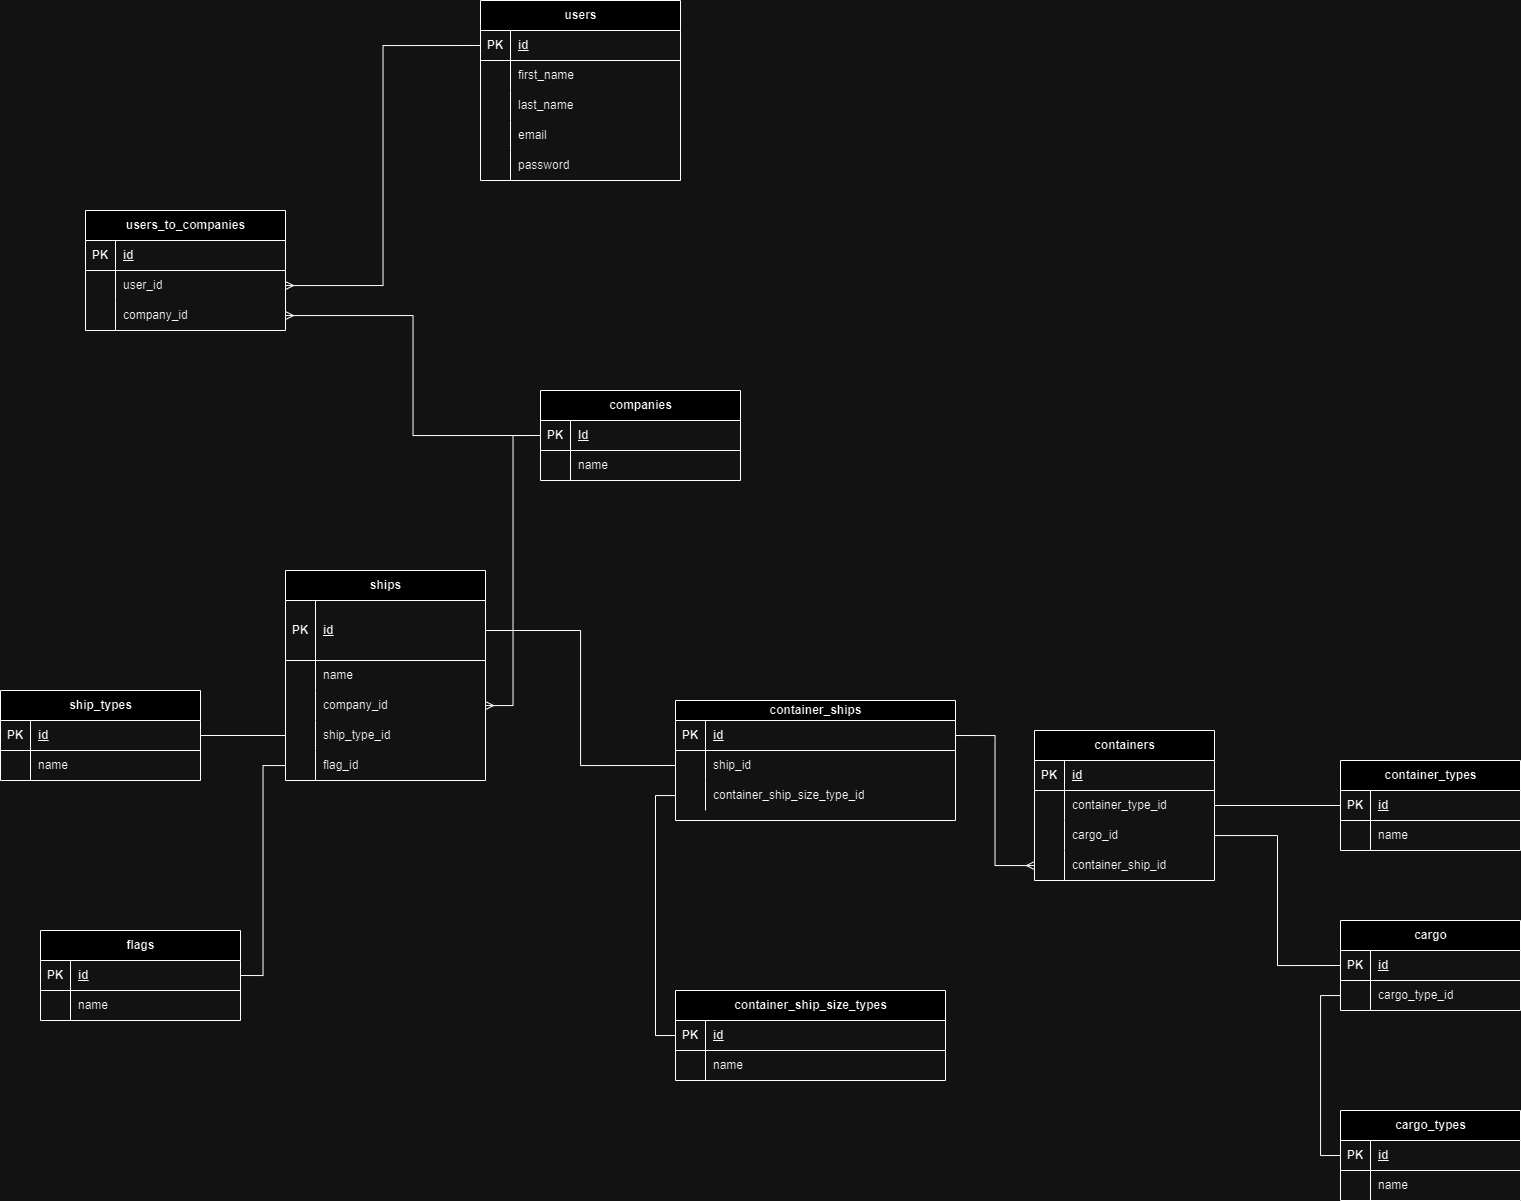 users
PK id
first_name
last_name
email
password
users_to_companies
PK id
user_id
company_id
companies
PK Id
name
ships
PK id
name
company_id
ship_type_id
flag_id
ship_types
PK id
name
container_ships
PK id
ship_id
container_ship_size_type_id
containers
PK id
container_type_id
cargo_id
container_ship_id
container_types
PK id
name
flags
PK id
name
cargo
PK id
cargo_type_id
container_ship_size_types
PK id
name
cargo_types
PK id
name